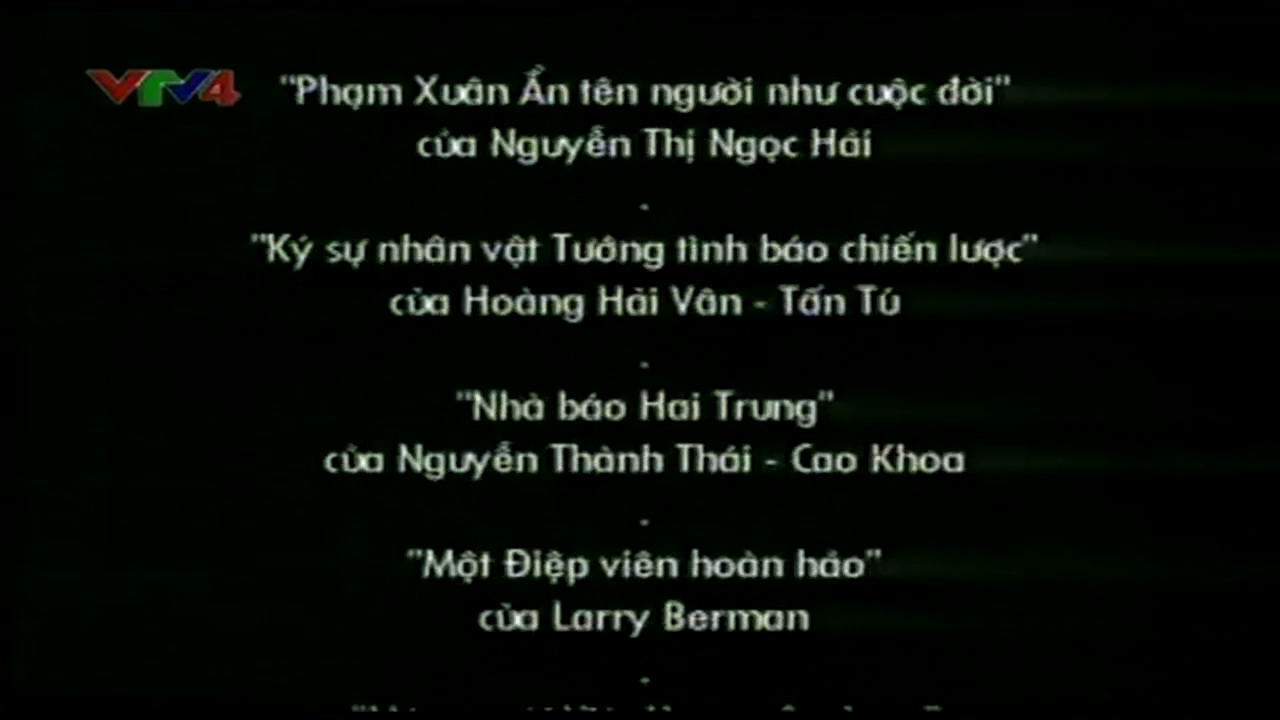 VTV4
"Phạm Xuân Ẩn tên người như cuộc đời"
của Nguyễn Thị Ngọc Hải
.
"Ký sự nhân vật Tướng tình báo chiến lược"
của Hoàng Hải Vân - Tấn Tú
.
"Nhà báo Hai Trung"
của Nguyễn Thành Thái - Cao Khoa
.
"Một Điệp viên hoàn hảo"
của Larry Berman
.